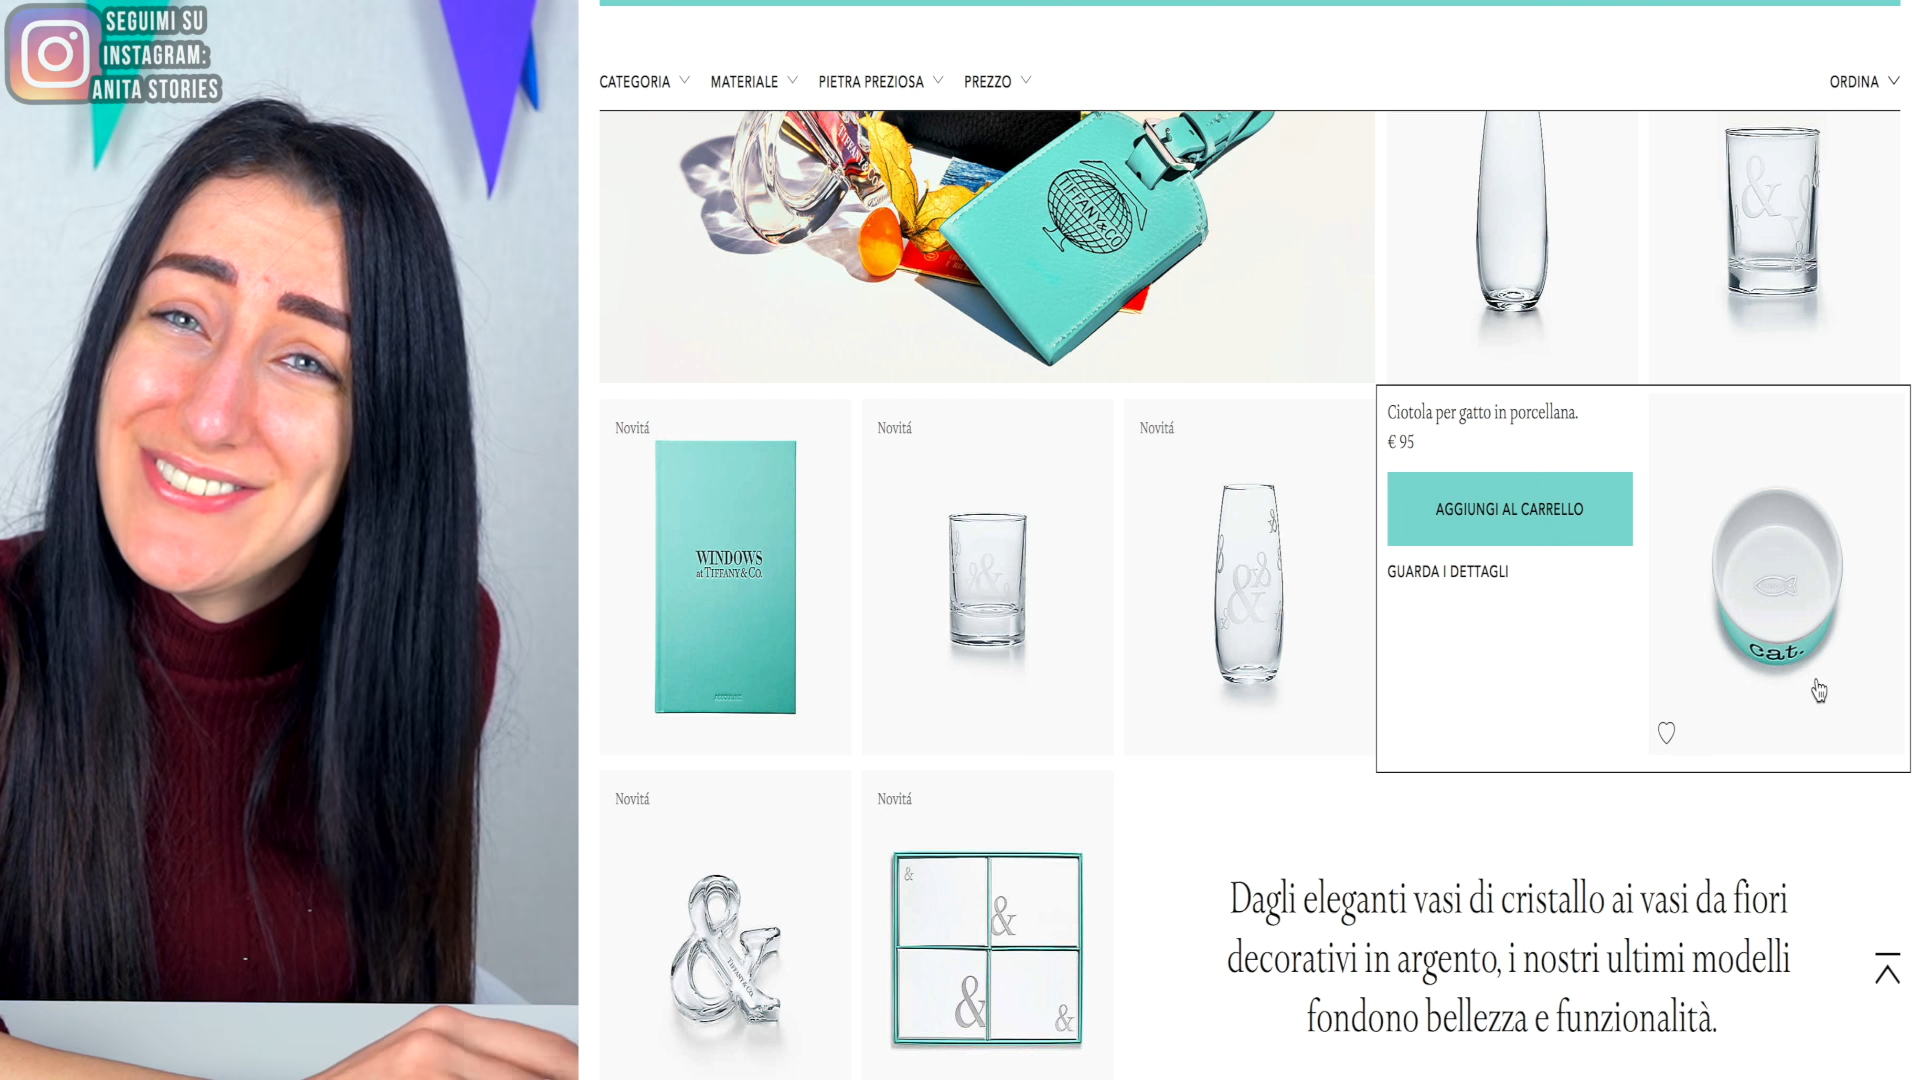 SEGUIMI SU
INSTAGRAM:
ANITA STORIES
CATEGORIA
MATERIALE
PIETRA PREZIOSA
PREZZO
ORDINA
TIFFANY & CO
&
Novitá
WINDOWS
at TIFFANY & CO.
Novitá
&
Novitá
&
Ciotola per gatto in porcellana.
€ 95
AGGIUNGI AL CARRELLO
GUARDA I DETTAGLI
cat.
Novitá
&
TIFFANY & CO.
Novitá
&
&
&
&
Dagli eleganti vasi di cristallo ai vasi da fiori
decorativi in argento, i nostri ultimi modelli
fondono bellezza e funzionalità.